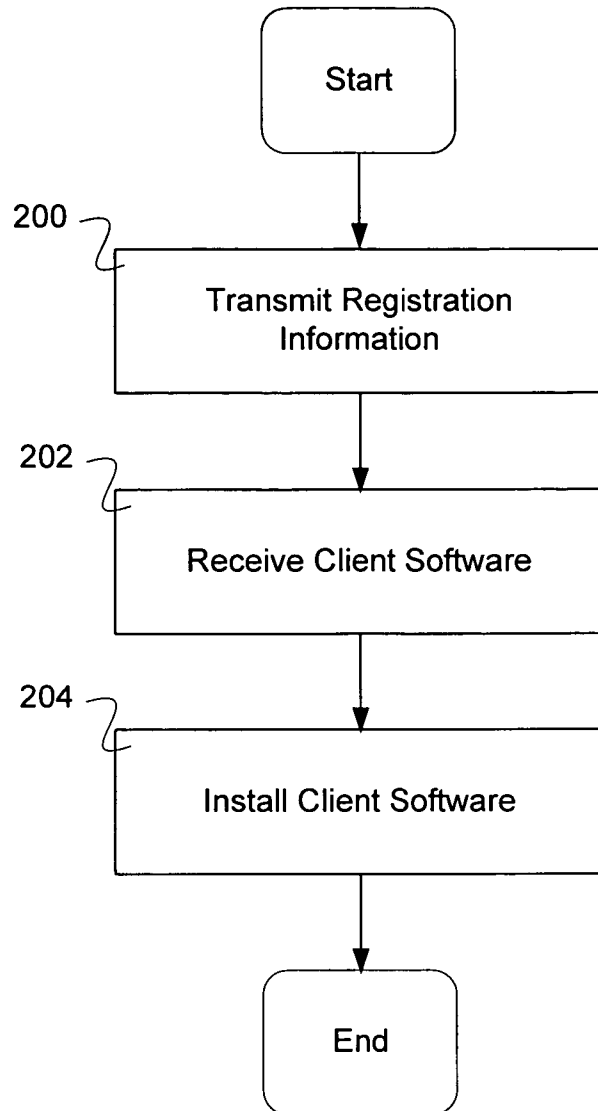 Start
200
Transmit Registration
Information
202
Receive Client Software
204
Install Client Software
End